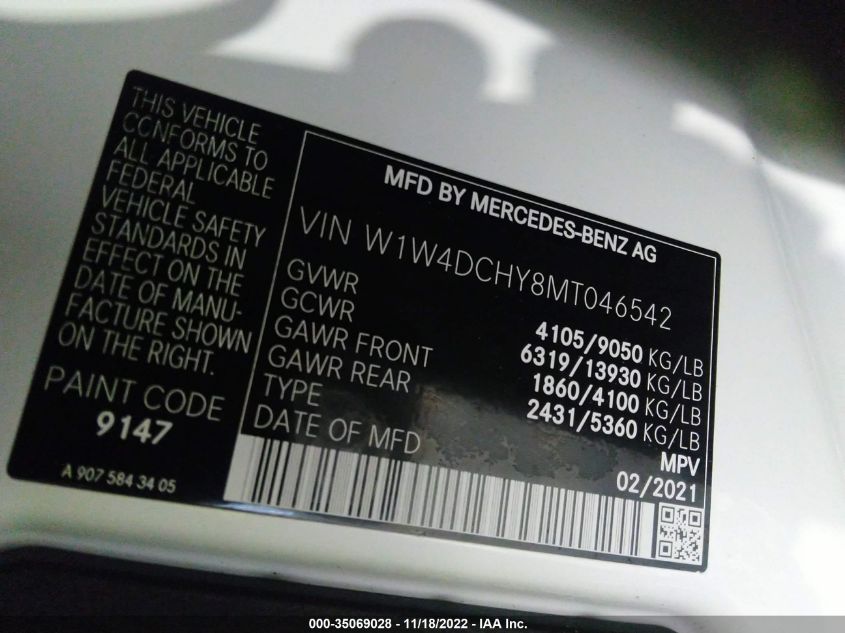 THIS VEHICLE
CONFORMS TO
ALL APPLICABLE
FEDERAL
VEHICLE SAFETY
STANDARDS IN
EFFECT ON THE
DATE OF MANU-
FACTURE SHOWN
ON THE RIGHT.
PAINT CODE
9147
A 907 584 34 05
MFD BY MERCEDES-BENZ AG
VIN W1W4DCHY8MT046542
GVWR 4105/9050 KG/LB
GCWR 6319/13930 KG/LB
GAWR FRONT 1860/4100 KG/LB
GAWR REAR 2431/5360 KG/LB
TYPE MPV
DATE OF MFD 02/2021
000-35069028 - 11/18/2022 - IAA Inc.